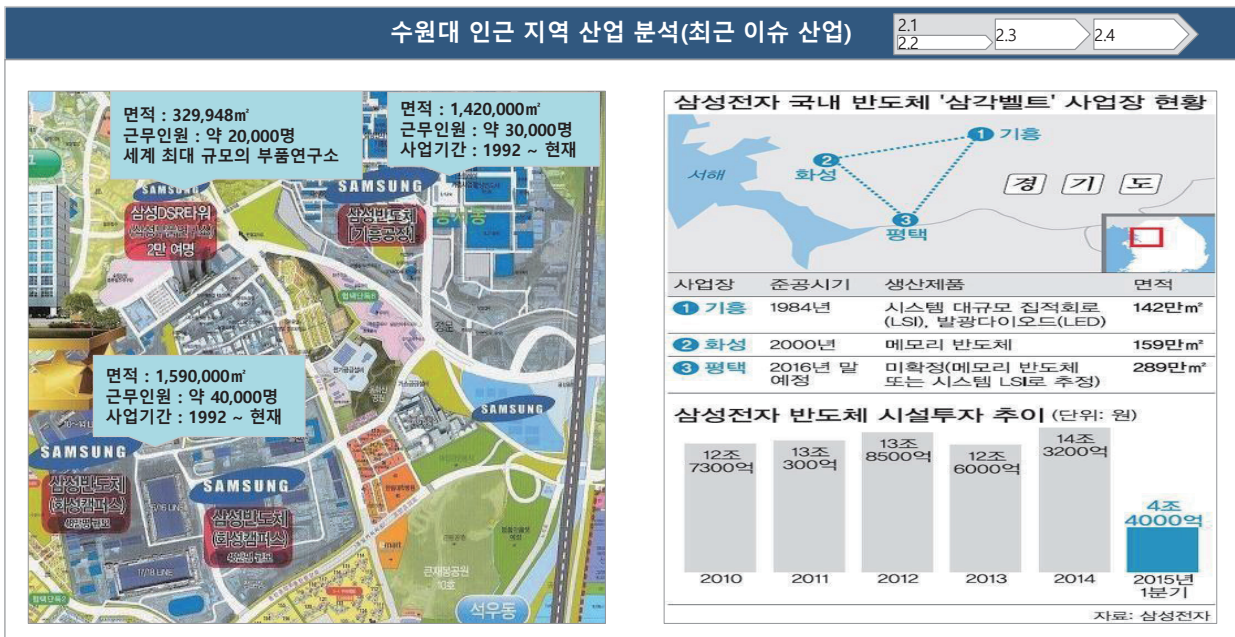 수원대 인근 지역 산업 분석(최근 이슈 산업)
2.1
2.2
2.3
2.4
면적 : 329,948㎡
근무인원 : 약 20,000명
세계 최대 규모의 부품연구소
면적 : 1,420,000㎡
근무인원 : 약 30,000명
사업기간 : 1992 ~ 현재
SAMSUNG
삼성DSR타워
(삼성부품연구소)
2만 여명
SAMSUNG
삼성반도체
[기흥공장]
면적 : 1,590,000㎡
근무인원 : 약 40,000명
사업기간 : 1992 ~ 현재
SAMSUNG
SAMSUNG
삼성반도체
(화성캠퍼스)
15/16 LINE
SAMSUNG
삼성반도체
(화성캠퍼스)
17/18 LINE
큰재봉공원
석우동
삼성전자 국내 반도체 '삼각벨트' 사업장 현황
1 기흥
2
화성
서해
경 기 도
3
평택
사업장 준공시기 생산제품 면적
1 기흥 1984년 시스템 대규모 집적회로 142만㎡
(LSI), 발광다이오드(LED)
2 화성 2000년 메모리 반도체 159만㎡
3 평택 2016년 말 미확정(메모리 반도체 289만㎡
예정 또는 시스템 LSI로 추정)
삼성전자 반도체 시설투자 추이 (단위: 원)
12조 7300억
13조 300억
13조 8500억
12조 6000억
14조 3200억
4조 4000억
2010 2011 2012 2013 2014 2015년
1분기
자료: 삼성전자